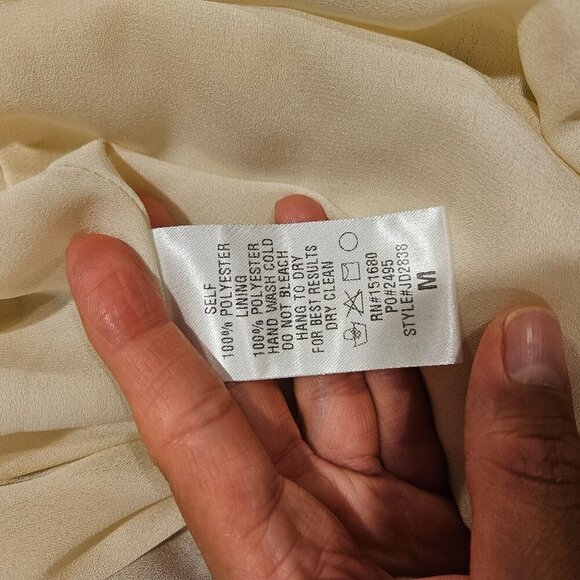 SELF
100% POLYESTER
LINING
100% POLYESTER
HAND WASH COLD
DO NOT BLEACH
HANG TO DRY
FOR BEST RESULTS
DRY CLEAN
RN#151680
PO#2495
STYLE#JD2838
M